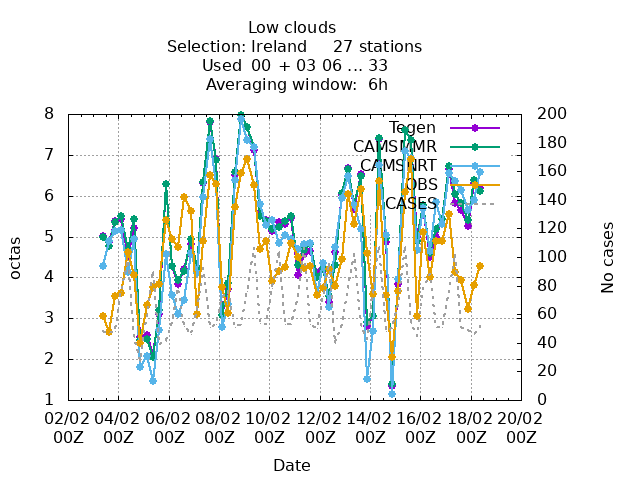 Low clouds
Selection: Ireland 27 stations
Used 00 + 03 06 ... 33
Averaging window: 6h
8
7
6
5
4
3
2
1
octas
200
180
160
140
120
100
80
60
40
20
0
No cases
Tegen
CAMSNMR
CAMSNRT
OBS
CASES
02/02 04/02 06/02 08/02 10/02 12/02 14/02 16/02 18/02 20/02
00Z 00Z 00Z 00Z 00Z 00Z 00Z 00Z 00Z 00Z
Date